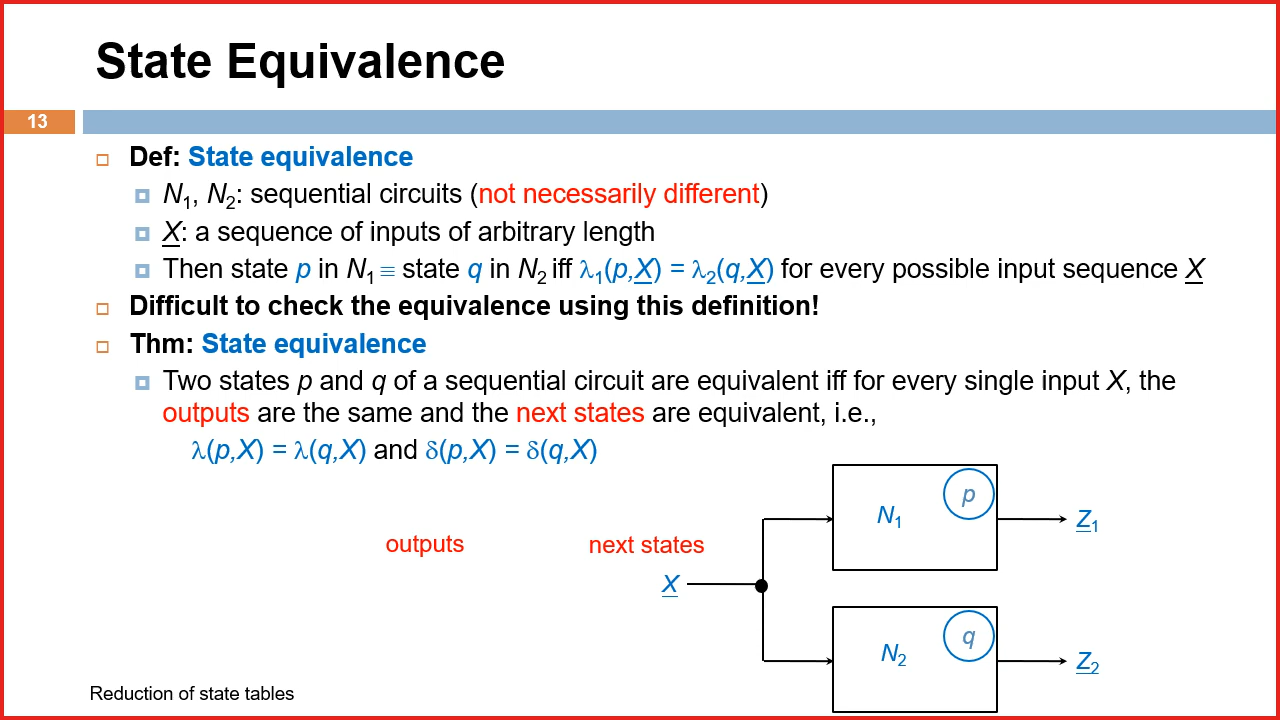 State Equivalence
13
Def: State equivalence
N1, N2: sequential circuits (not necessarily different)
X: a sequence of inputs of arbitrary length
Then state p in N1 ≡ state q in N2 iff λ1(p,X) = λ2(q,X) for every possible input sequence X
Difficult to check the equivalence using this definition!
Thm: State equivalence
Two states p and q of a sequential circuit are equivalent iff for every single input X, the
outputs are the same and the next states are equivalent, i.e.,
λ(p,X) = λ(q,X) and δ(p,X) = δ(q,X)
p
N1
Z1
outputs
next states
X
q
N2
Z2
Reduction of state tables